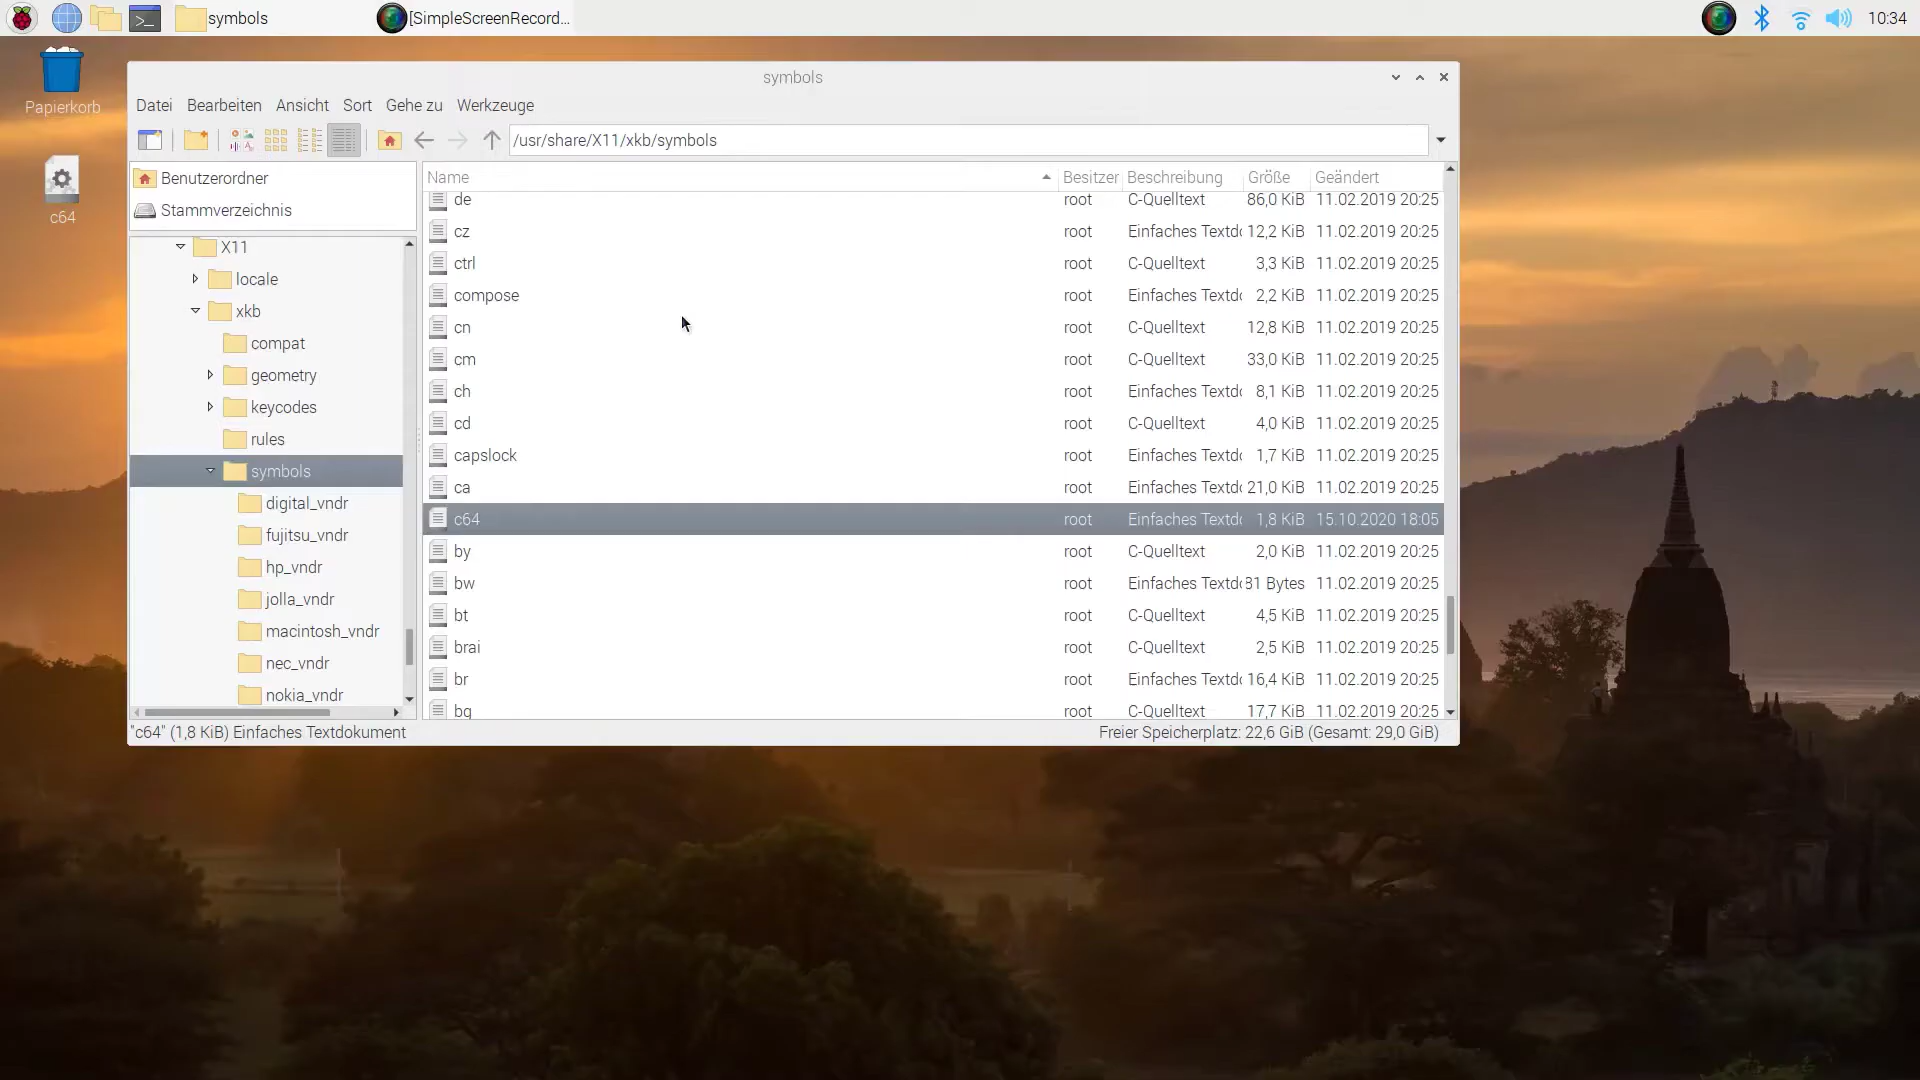 symbols
[SimpleScreenRecord...
10:34
Papierkorb
c64
symbols
Datei Bearbeiten Ansicht Sort Gehe zu Werkzeuge
/usr/share/X11/xkb/symbols
Benutzerordner
Stammverzeichnis
X11
locale
xkb
compat
geometry
keycodes
rules
symbols
digital_vndr
fujitsu_vndr
hp_vndr
jolla_vndr
macintosh_vndr
nec_vndr
nokia_vndr
Name Besitzer Beschreibung Größe Geändert
de root C-Quelltext 86,0 KiB 11.02.2019 20:25
cz root Einfaches Textdo 12,2 KiB 11.02.2019 20:25
ctrl root C-Quelltext 3,3 KiB 11.02.2019 20:25
compose root Einfaches Textdo 2,2 KiB 11.02.2019 20:25
cn root C-Quelltext 12,8 KiB 11.02.2019 20:25
cm root C-Quelltext 33,0 KiB 11.02.2019 20:25
ch root Einfaches Textdo 8,1 KiB 11.02.2019 20:25
cd root C-Quelltext 4,0 KiB 11.02.2019 20:25
capslock root Einfaches Textdo 1,7 KiB 11.02.2019 20:25
ca root Einfaches Textdo 21,0 KiB 11.02.2019 20:25
c64 root Einfaches Textdo 1,8 KiB 15.10.2020 18:05
by root C-Quelltext 2,0 KiB 11.02.2019 20:25
bw root Einfaches Textdo 31 Bytes 11.02.2019 20:25
bt root C-Quelltext 4,5 KiB 11.02.2019 20:25
brai root C-Quelltext 2,5 KiB 11.02.2019 20:25
br root Einfaches Textdo 16,4 KiB 11.02.2019 20:25
bg root C-Quelltext 17,7 KiB 11.02.2019 20:25
"c64" (1,8 KiB) Einfaches Textdokument
Freier Speicherplatz: 22,6 GiB (Gesamt: 29,0 GiB)